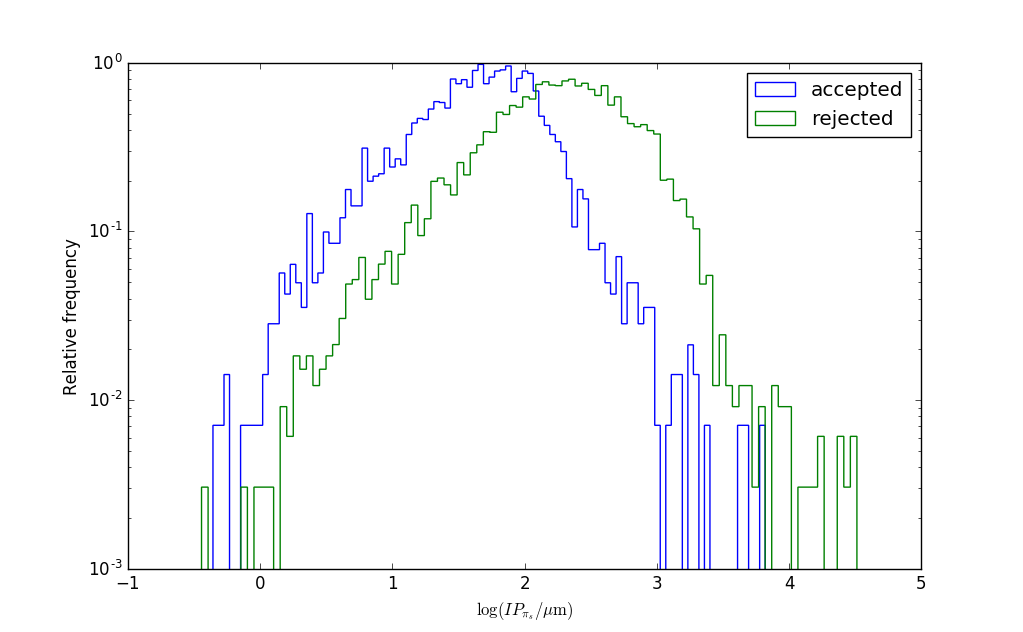 accepted
rejected
Relative frequency
10^0
10^-1
10^-2
10^-3
−1 0 1 2 3 4 5
log(IP_{π_s}/μm)